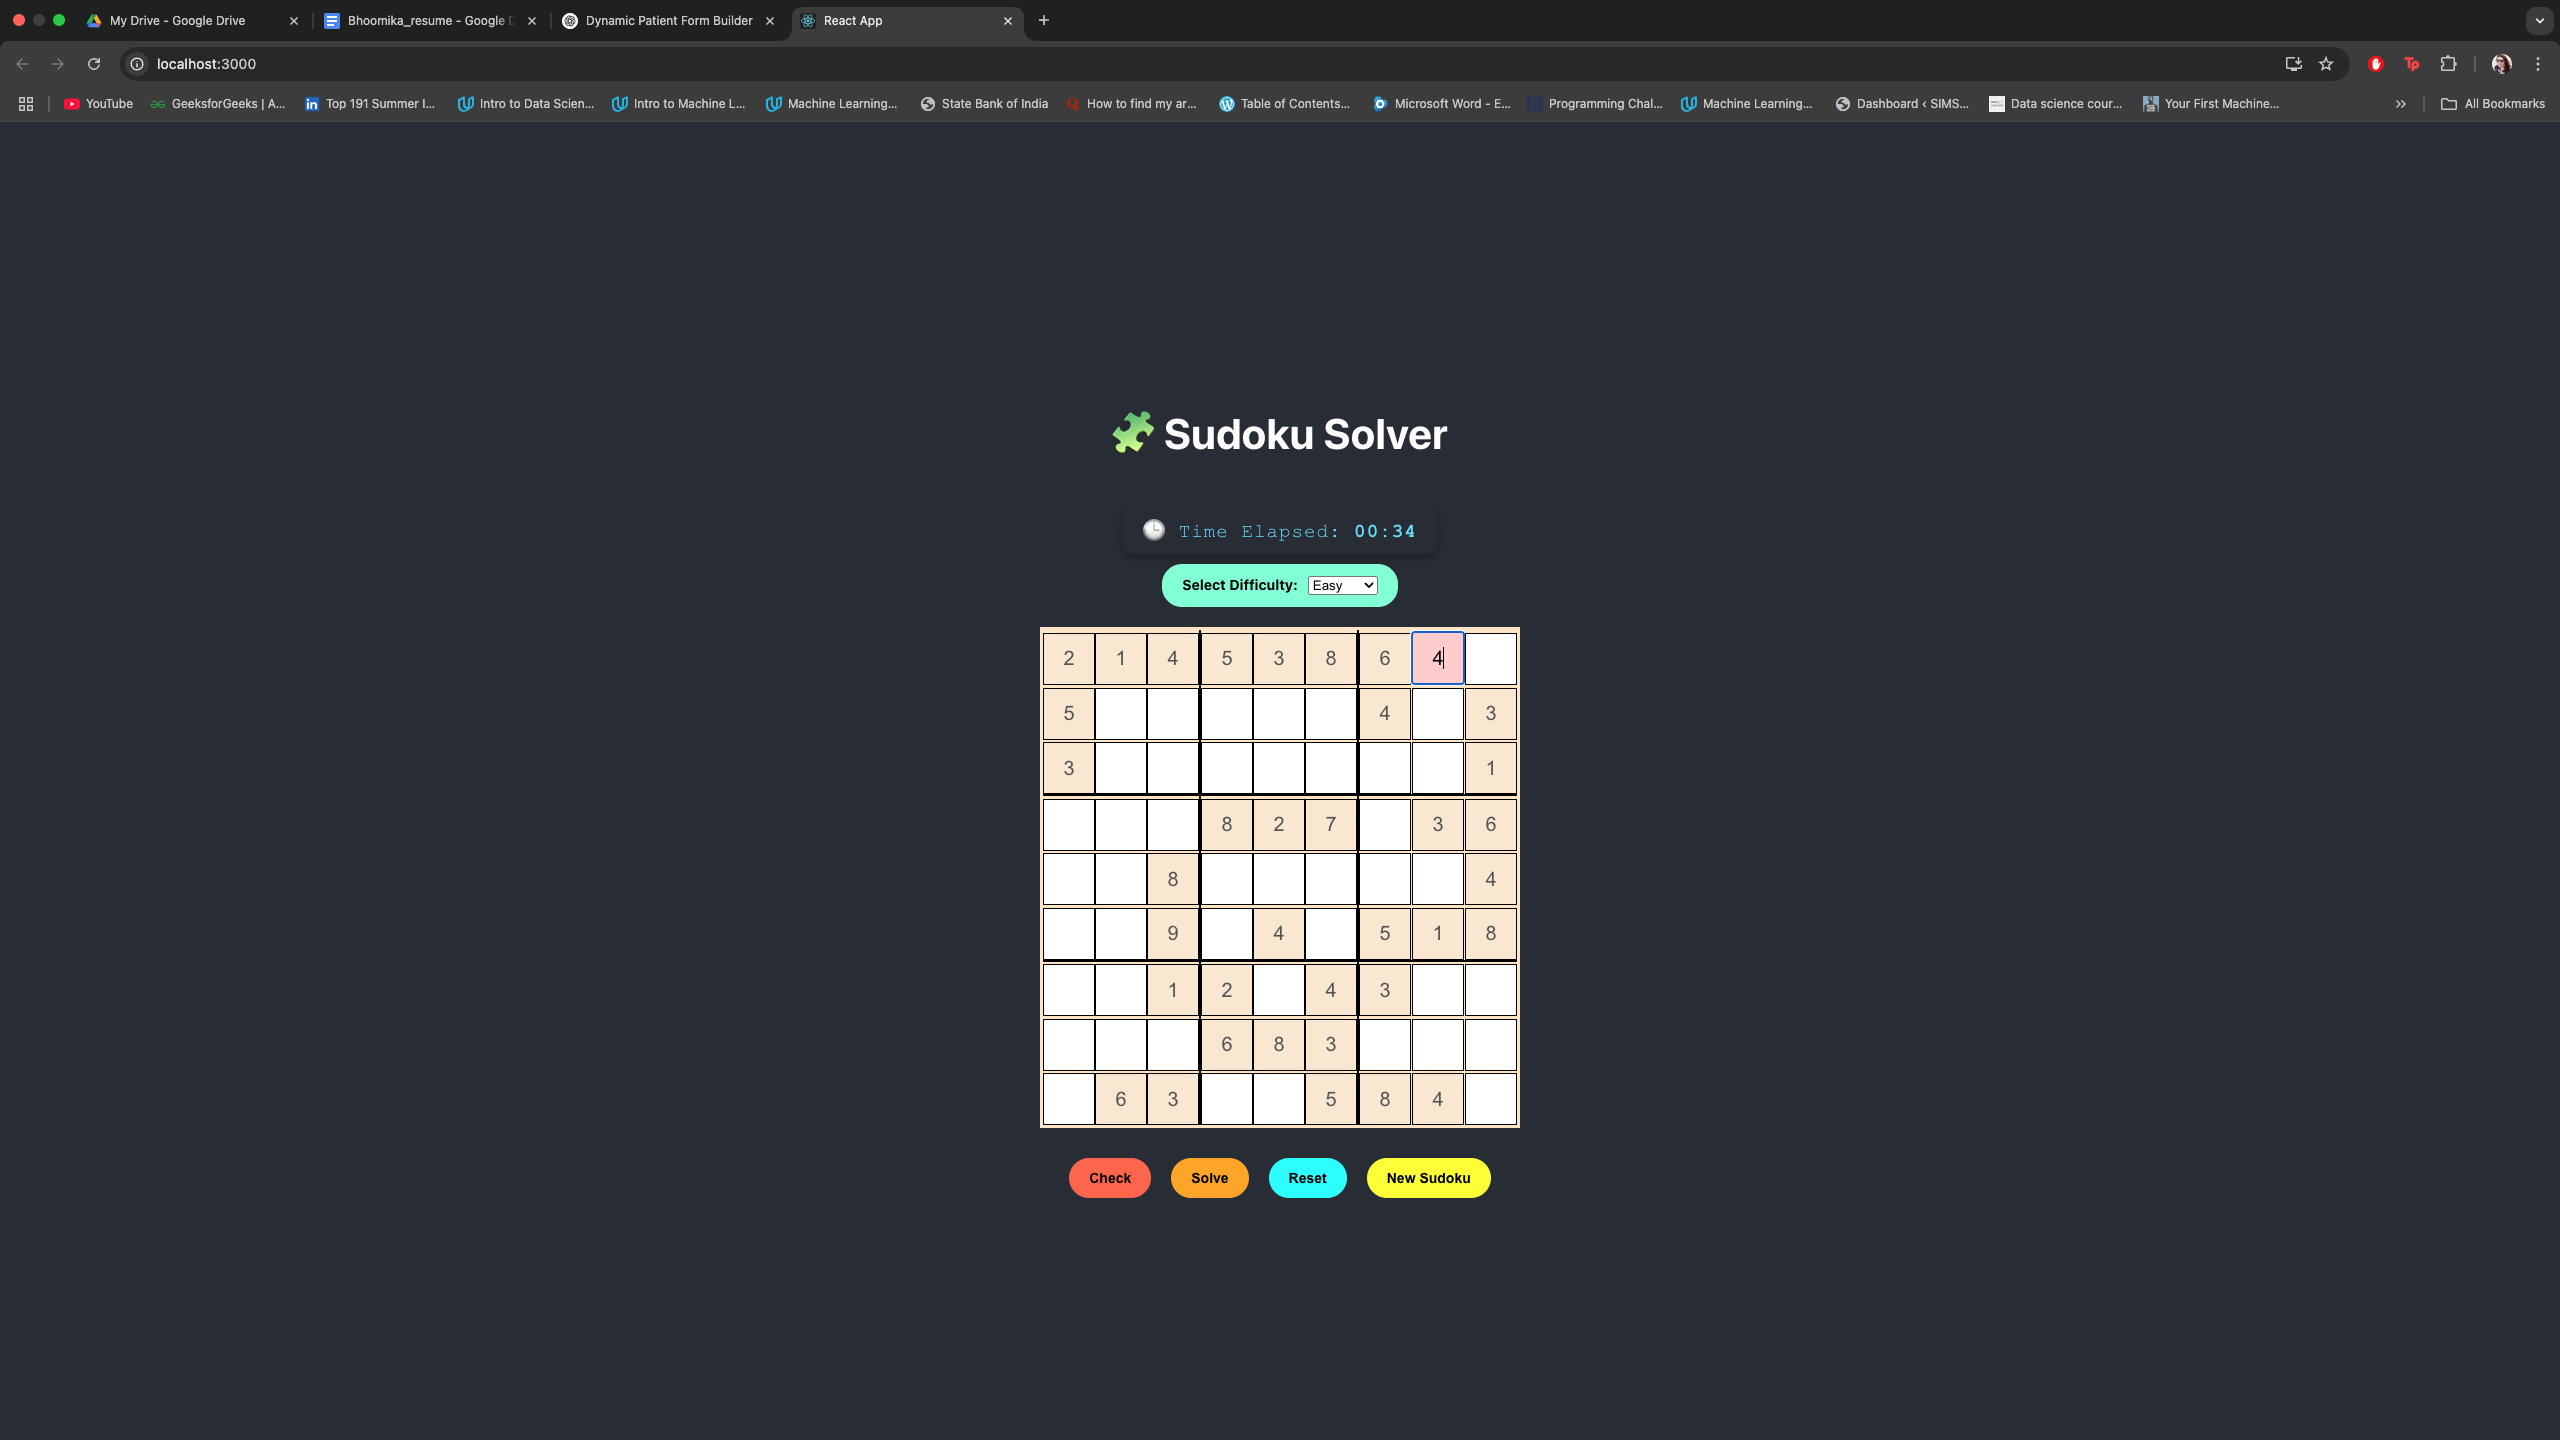 My Drive - Google Drive
Bhoomika_resume - Google D
Dynamic Patient Form Builder
React App
localhost:3000
YouTube
GeeksforGeeks | A...
Top 191 Summer I...
Intro to Data Scien...
Intro to Machine L...
Machine Learning...
State Bank of India
How to find my ar...
Table of Contents...
Microsoft Word - E...
Programming Chal...
Machine Learning...
Dashboard ‹ SIMS...
Data science cour...
Your First Machine...
All Bookmarks
Sudoku Solver
Time Elapsed: 00:34
Select Difficulty: Easy
2 1 4 5 3 8 6 4
5 4 3
3 1
8 2 7 3 6
8 4
9 4 5 1 8
1 2 4 3
6 8 3
6 3 5 8 4
Check Solve Reset New Sudoku